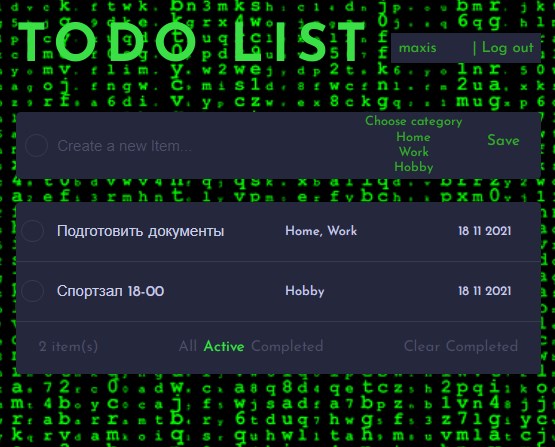 TODO LIST
maxis | Log out
Choose category
Create a new Item...
Home
Work
Hobby
Save
Подготовить документы Home, Work 18 11 2021
Спортзал 18-00 Hobby 18 11 2021
2 item(s) All Active Completed Clear Completed